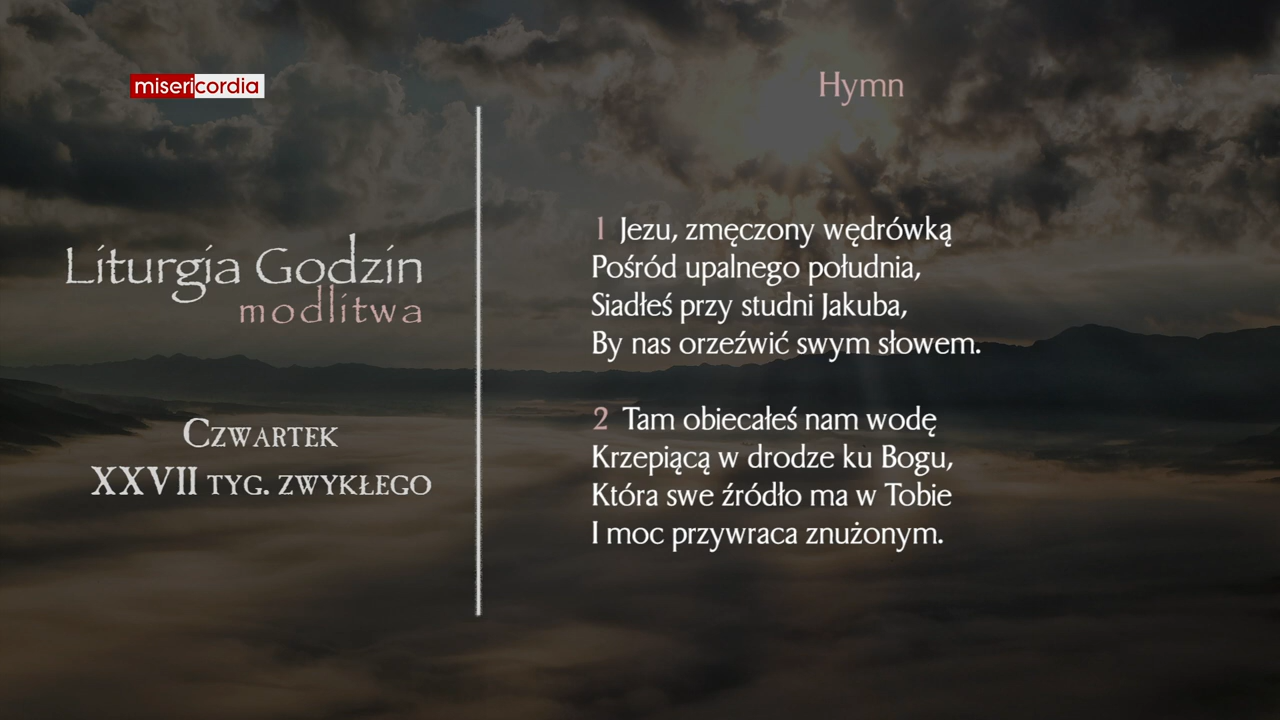 misericordia
Liturgia Godzin
modlitwa
Czwartek
XXVII tyg. zwykłego
Hymn
1 Jezu, zmęczony wędrówką
Pośród upalnego południa,
Siadłeś przy studni Jakuba,
By nas orzeźwić swym słowem.
2 Tam obiecałeś nam wodę
Krzepiącą w drodze ku Bogu,
Która swe źródło ma w Tobie
I moc przywraca znużonym.